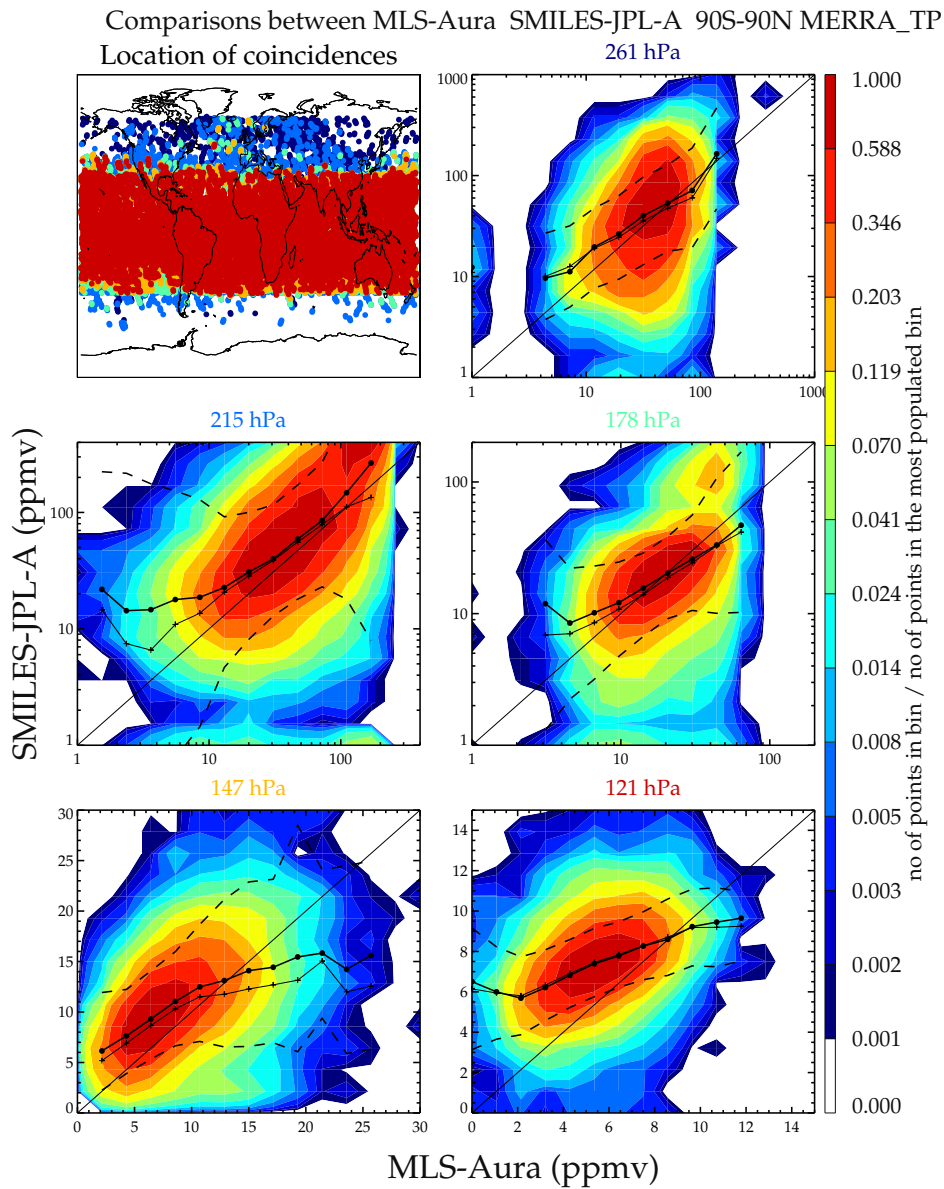 Comparisons between MLS-Aura SMILES-JPL-A 90S-90N MERRA_TP
Location of coincidences
261 hPa
1000
100
10
1
1 10 100 1000
215 hPa
100
10
1
1 10 100
178 hPa
100
10
1
1 10 100
147 hPa
30
25
20
15
10
5
0
0 5 10 15 20 25 30
121 hPa
14
12
10
8
6
4
2
0
0 2 4 6 8 10 12 14
SMILES-JPL-A (ppmv)
MLS-Aura (ppmv)
1.000
0.588
0.346
0.203
0.119
0.070
0.041
0.024
0.014
0.008
0.005
0.003
0.002
0.001
0.000
no of points in bin / no of points in the most populated bin